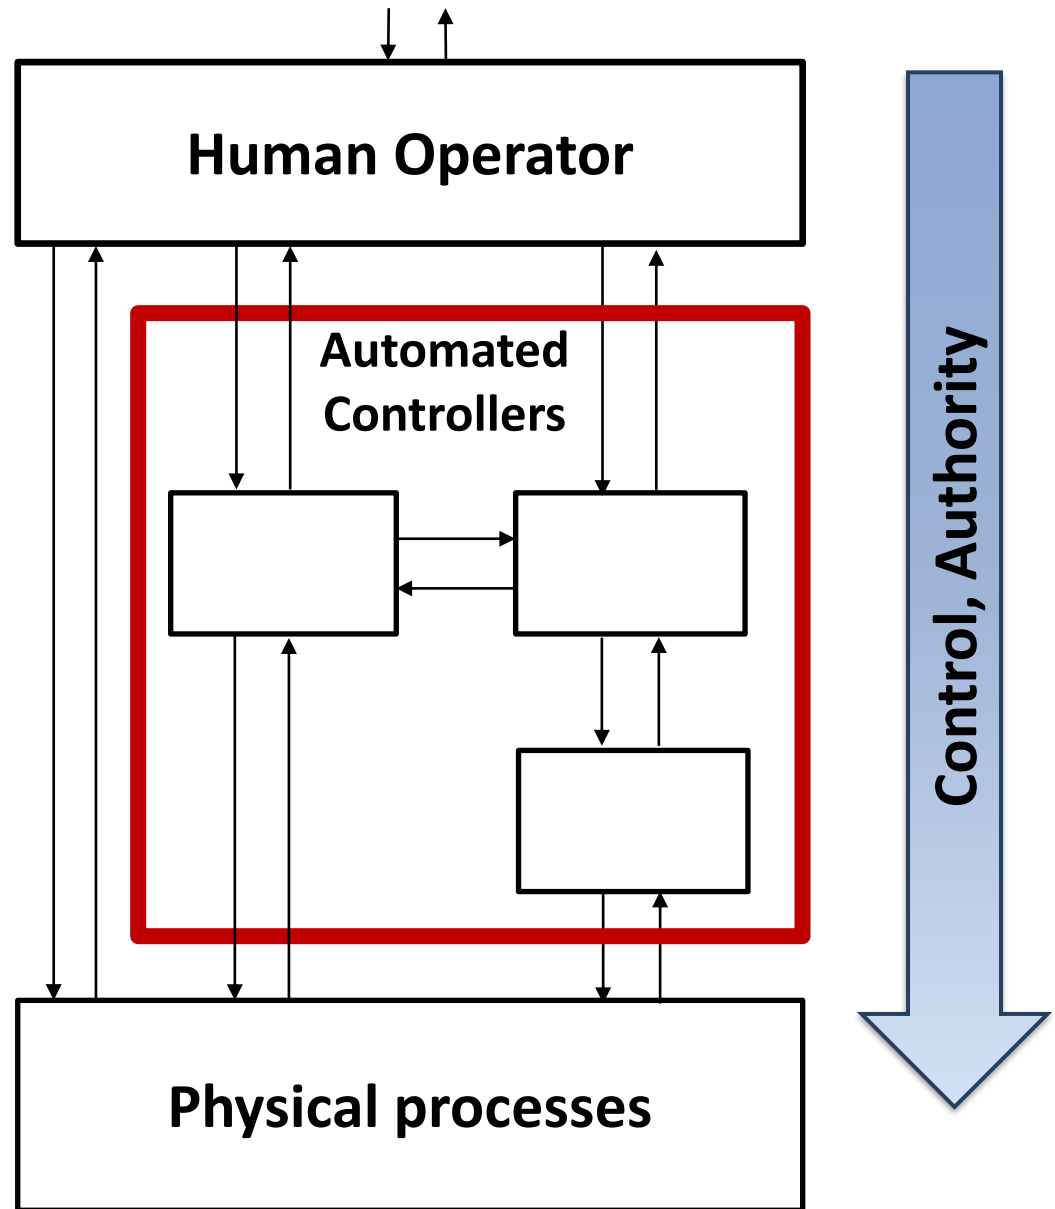 Human Operator
Automated
Controllers
Control, Authority
Physical processes